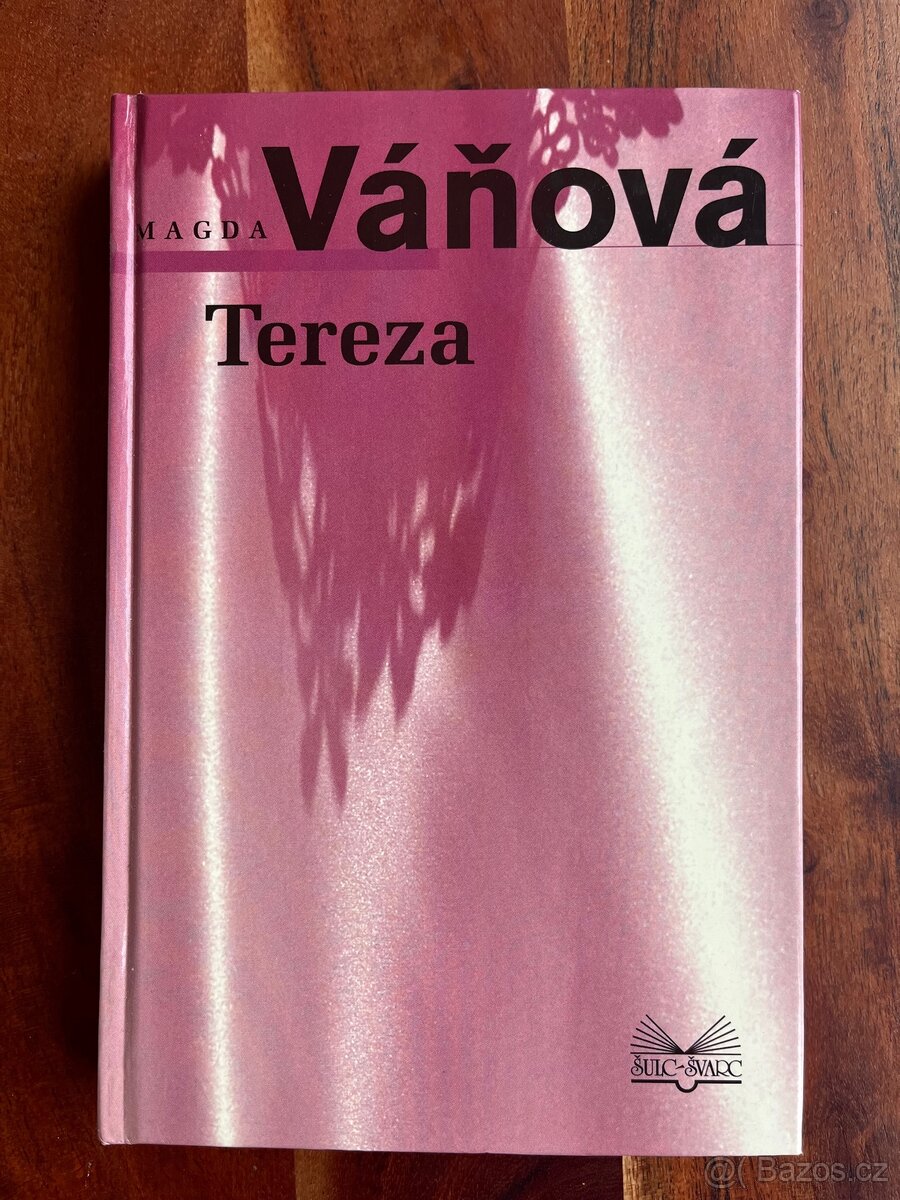 MAGDA Váňová
Tereza
ŠULC–ŠVARC
@( Bazos.cz